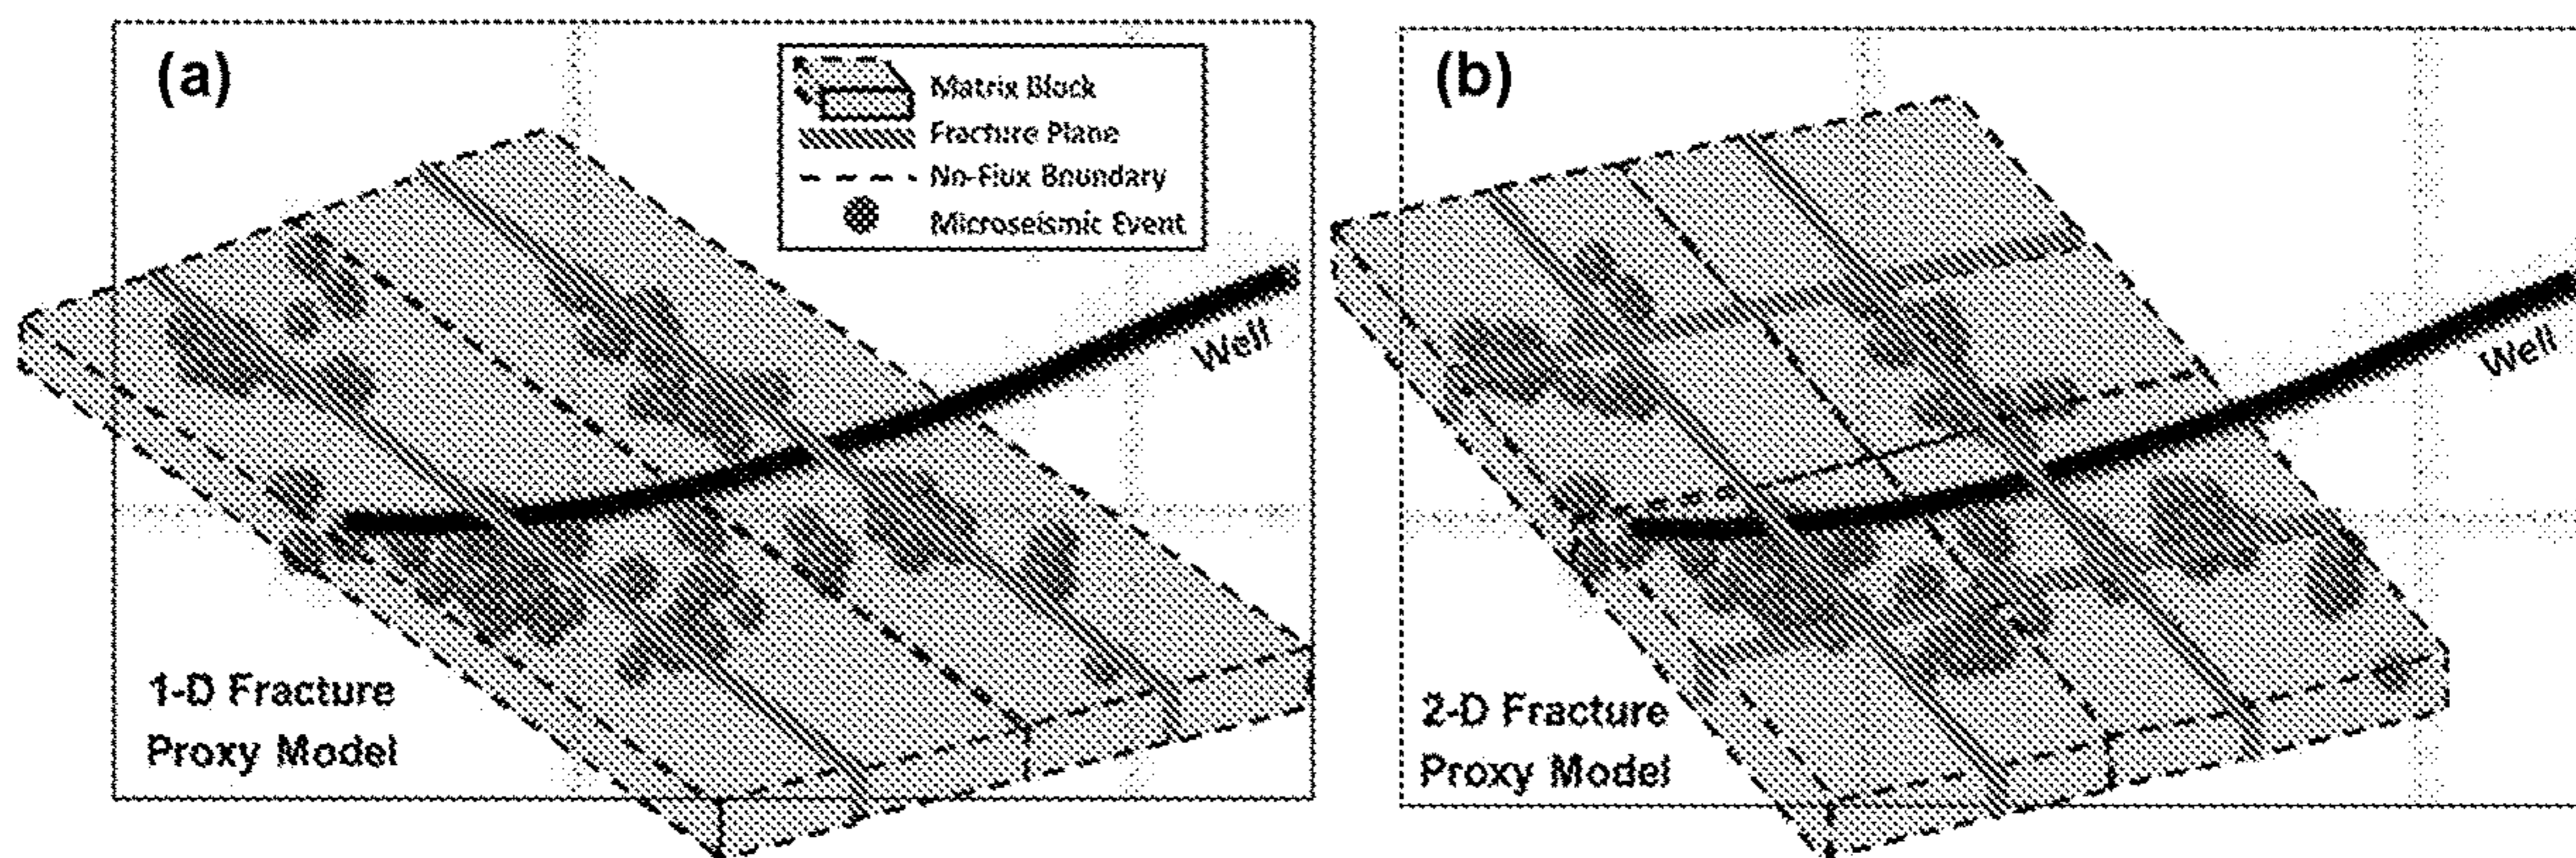 (a)
Matrix Block
Fracture Plane
No-Flux Boundary
Microseismic Event
Well
1-D Fracture
Proxy Model
(b)
Well
2-D Fracture
Proxy Model